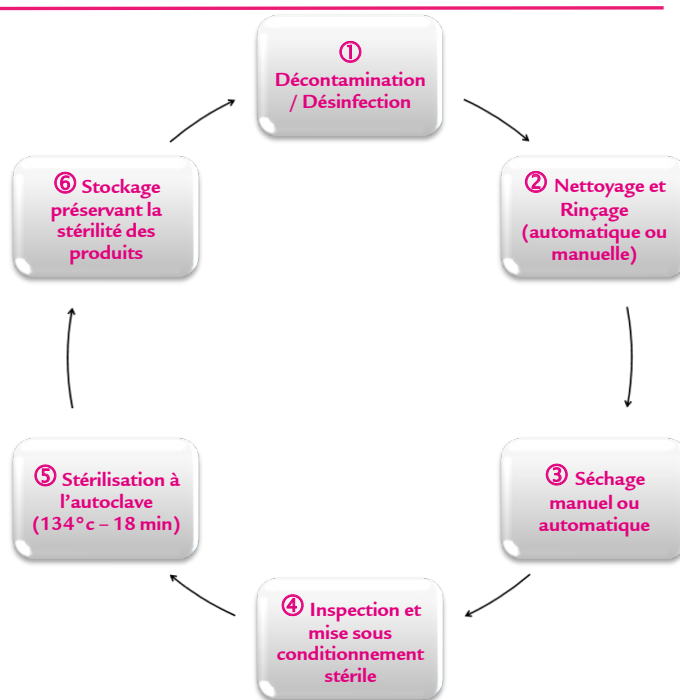 ①
Décontamination
/ Désinfection
② Nettoyage et
Rinçage
(automatique ou
manuelle)
③ Séchage
manuel ou
automatique
④ Inspection et
mise sous
conditionnement
stérile
⑤ Stérilisation à
l’autoclave
(134°c – 18 min)
⑥ Stockage
préservant la
stérilité des
produits